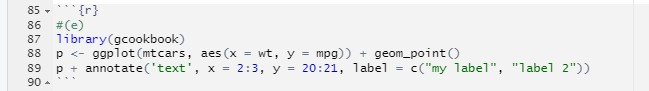 85 ```{r}
86 #(e)
87 library(gcookbook)
88 p <- ggplot(mtcars, aes(x = wt, y = mpg)) + geom_point()
89 p + annotate('text', x = 2:3, y = 20:21, label = c("my label", "label 2"))
90 ```